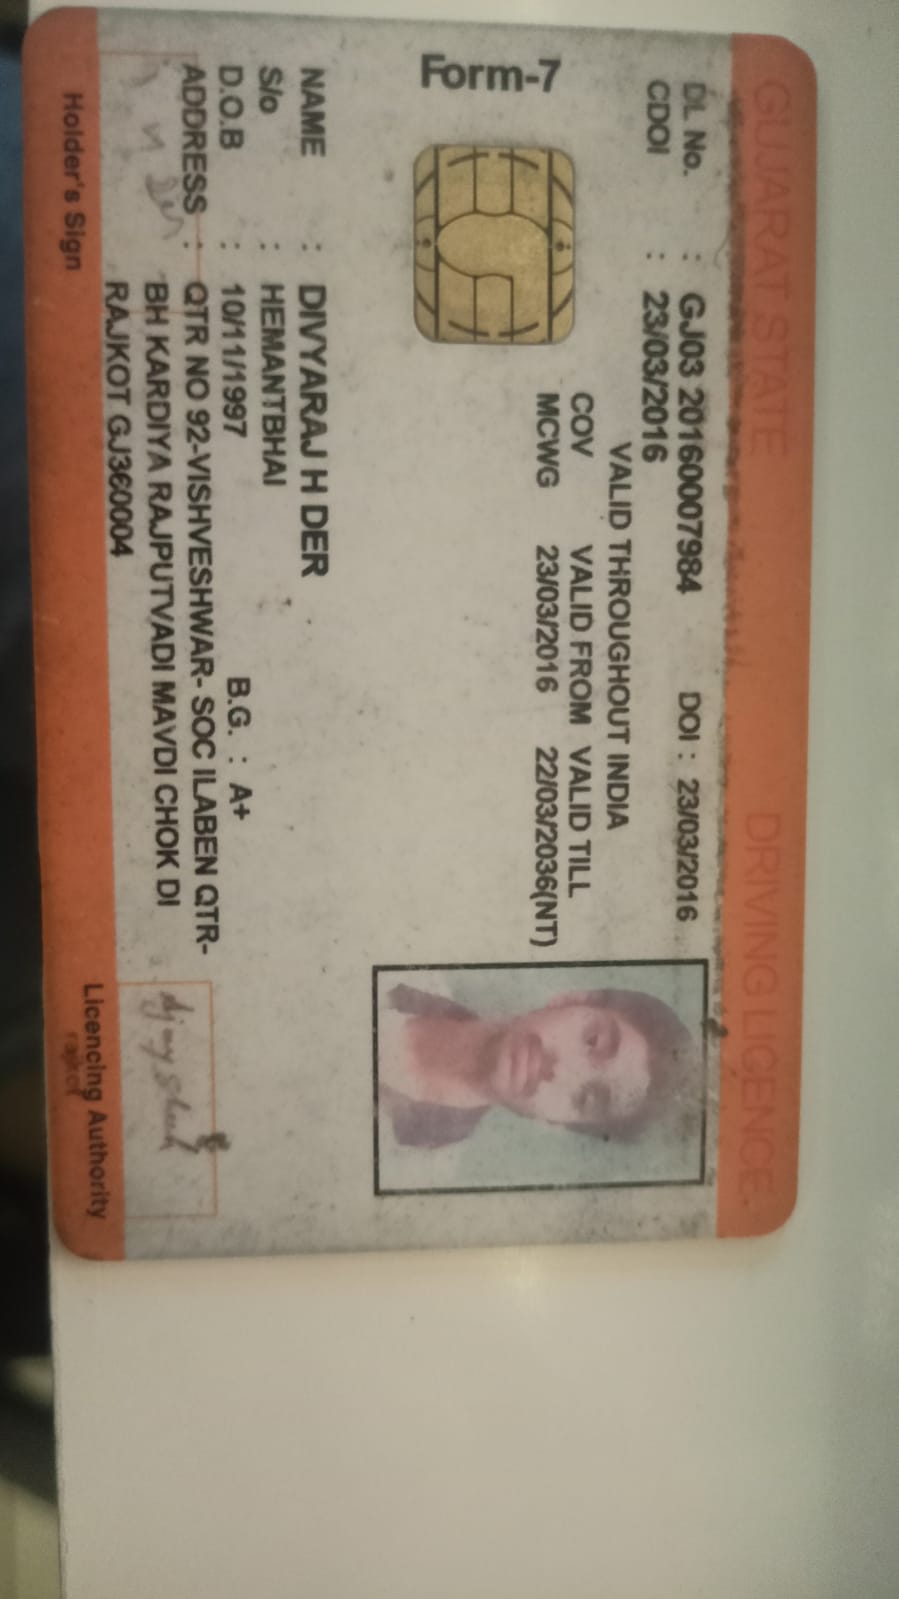 GUJARAT STATE DRIVING LICENCE.
DL No. : GJ03 20160007984 DOI : 23/03/2016
CDOI : 23/03/2016
VALID THROUGHOUT INDIA
COV VALID FROM VALID TILL
MCWG 23/03/2016 22/03/2036(NT)
Form-7
NAME : DIVYARAJ H DER
S/o : HEMANTBHAI
D.O.B : 10/11/1997 B.G. : A+
ADDRESS : QTR NO 92-VISHVESHWAR- SOC ILABEN QTR-
BH KARDIYA RAJPUTVADI MAVDI CHOK DI
RAJKOT GJ360004
Holder's Sign Licencing Authority